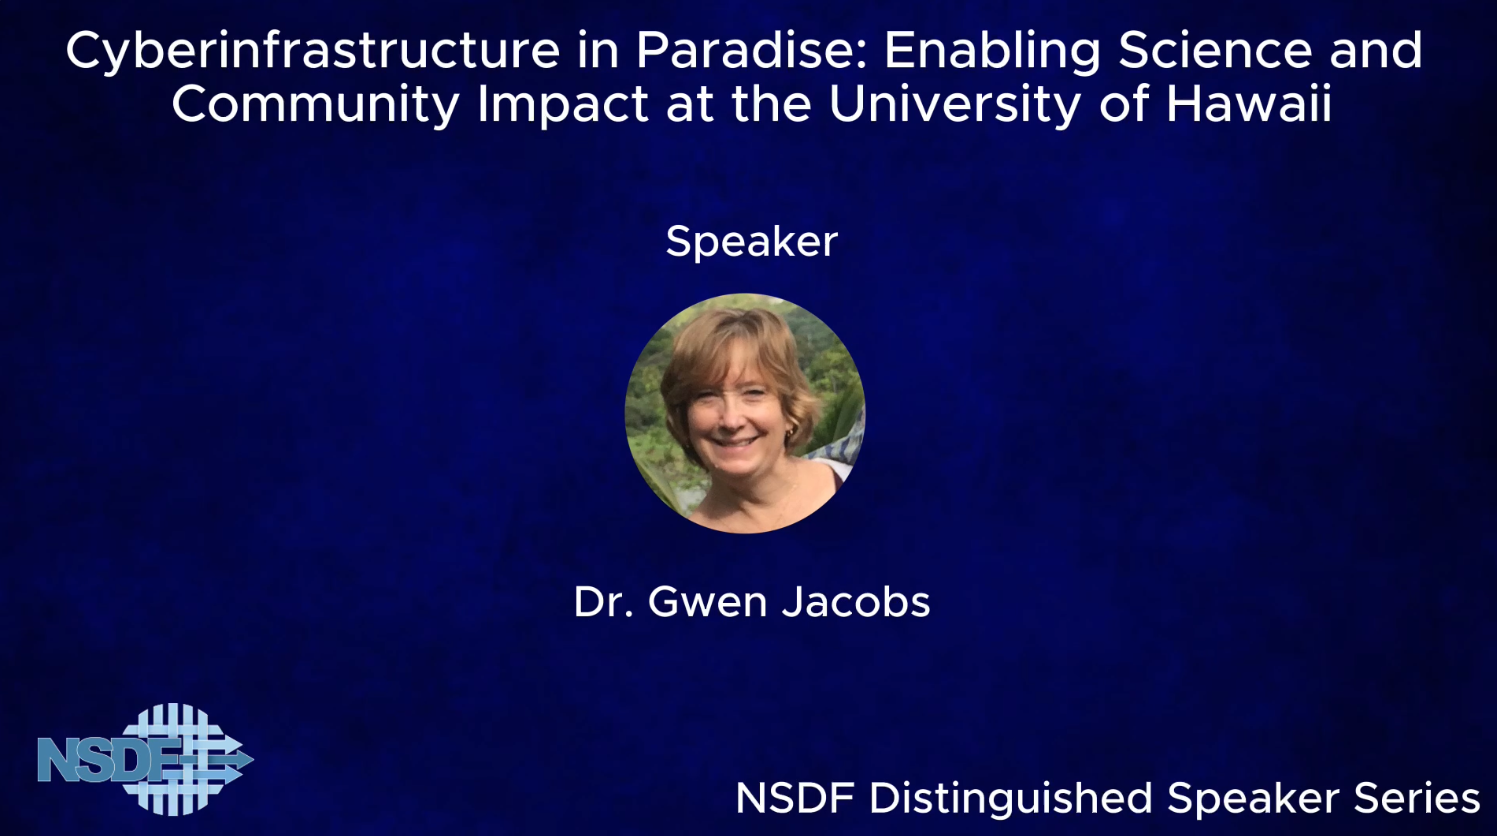 Cyberinfrastructure in Paradise: Enabling Science and
Community Impact at the University of Hawaii
Speaker
Dr. Gwen Jacobs
NSDF
NSDF Distinguished Speaker Series